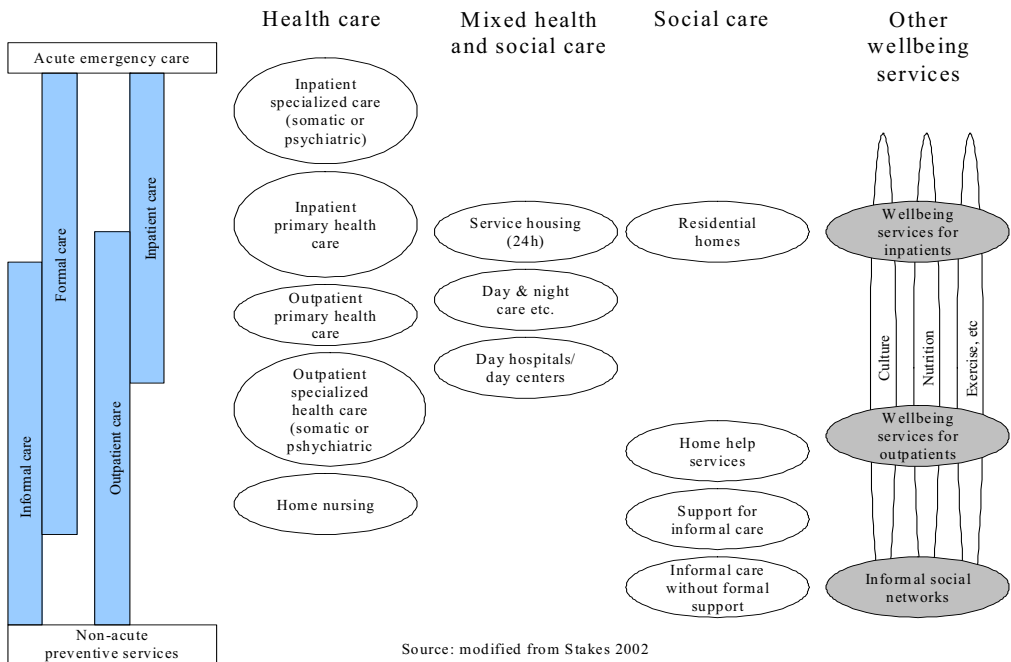 Health care
Mixed health
and social care
Social care
Other
wellbeing
services
Acute emergency care
Informal care
Formal care
Outpatient care
Inpatient care
Non-acute
preventive services
Inpatient
specialized care
(somatic or
psychiatric)
Inpatient
primary health
care
Outpatient
primary health
care
Outpatient
specialized
health care
(somatic or
pshychiatric
Home nursing
Service housing
(24h)
Day & night
care etc.
Day hospitals/
day centers
Residential
homes
Home help
services
Support for
informal care
Informal care
without formal
support
Wellbeing
services for
inpatients
Culture
Nutrition
Exercise, etc
Wellbeing
services for
outpatients
Informal social
networks
Source: modified from Stakes 2002